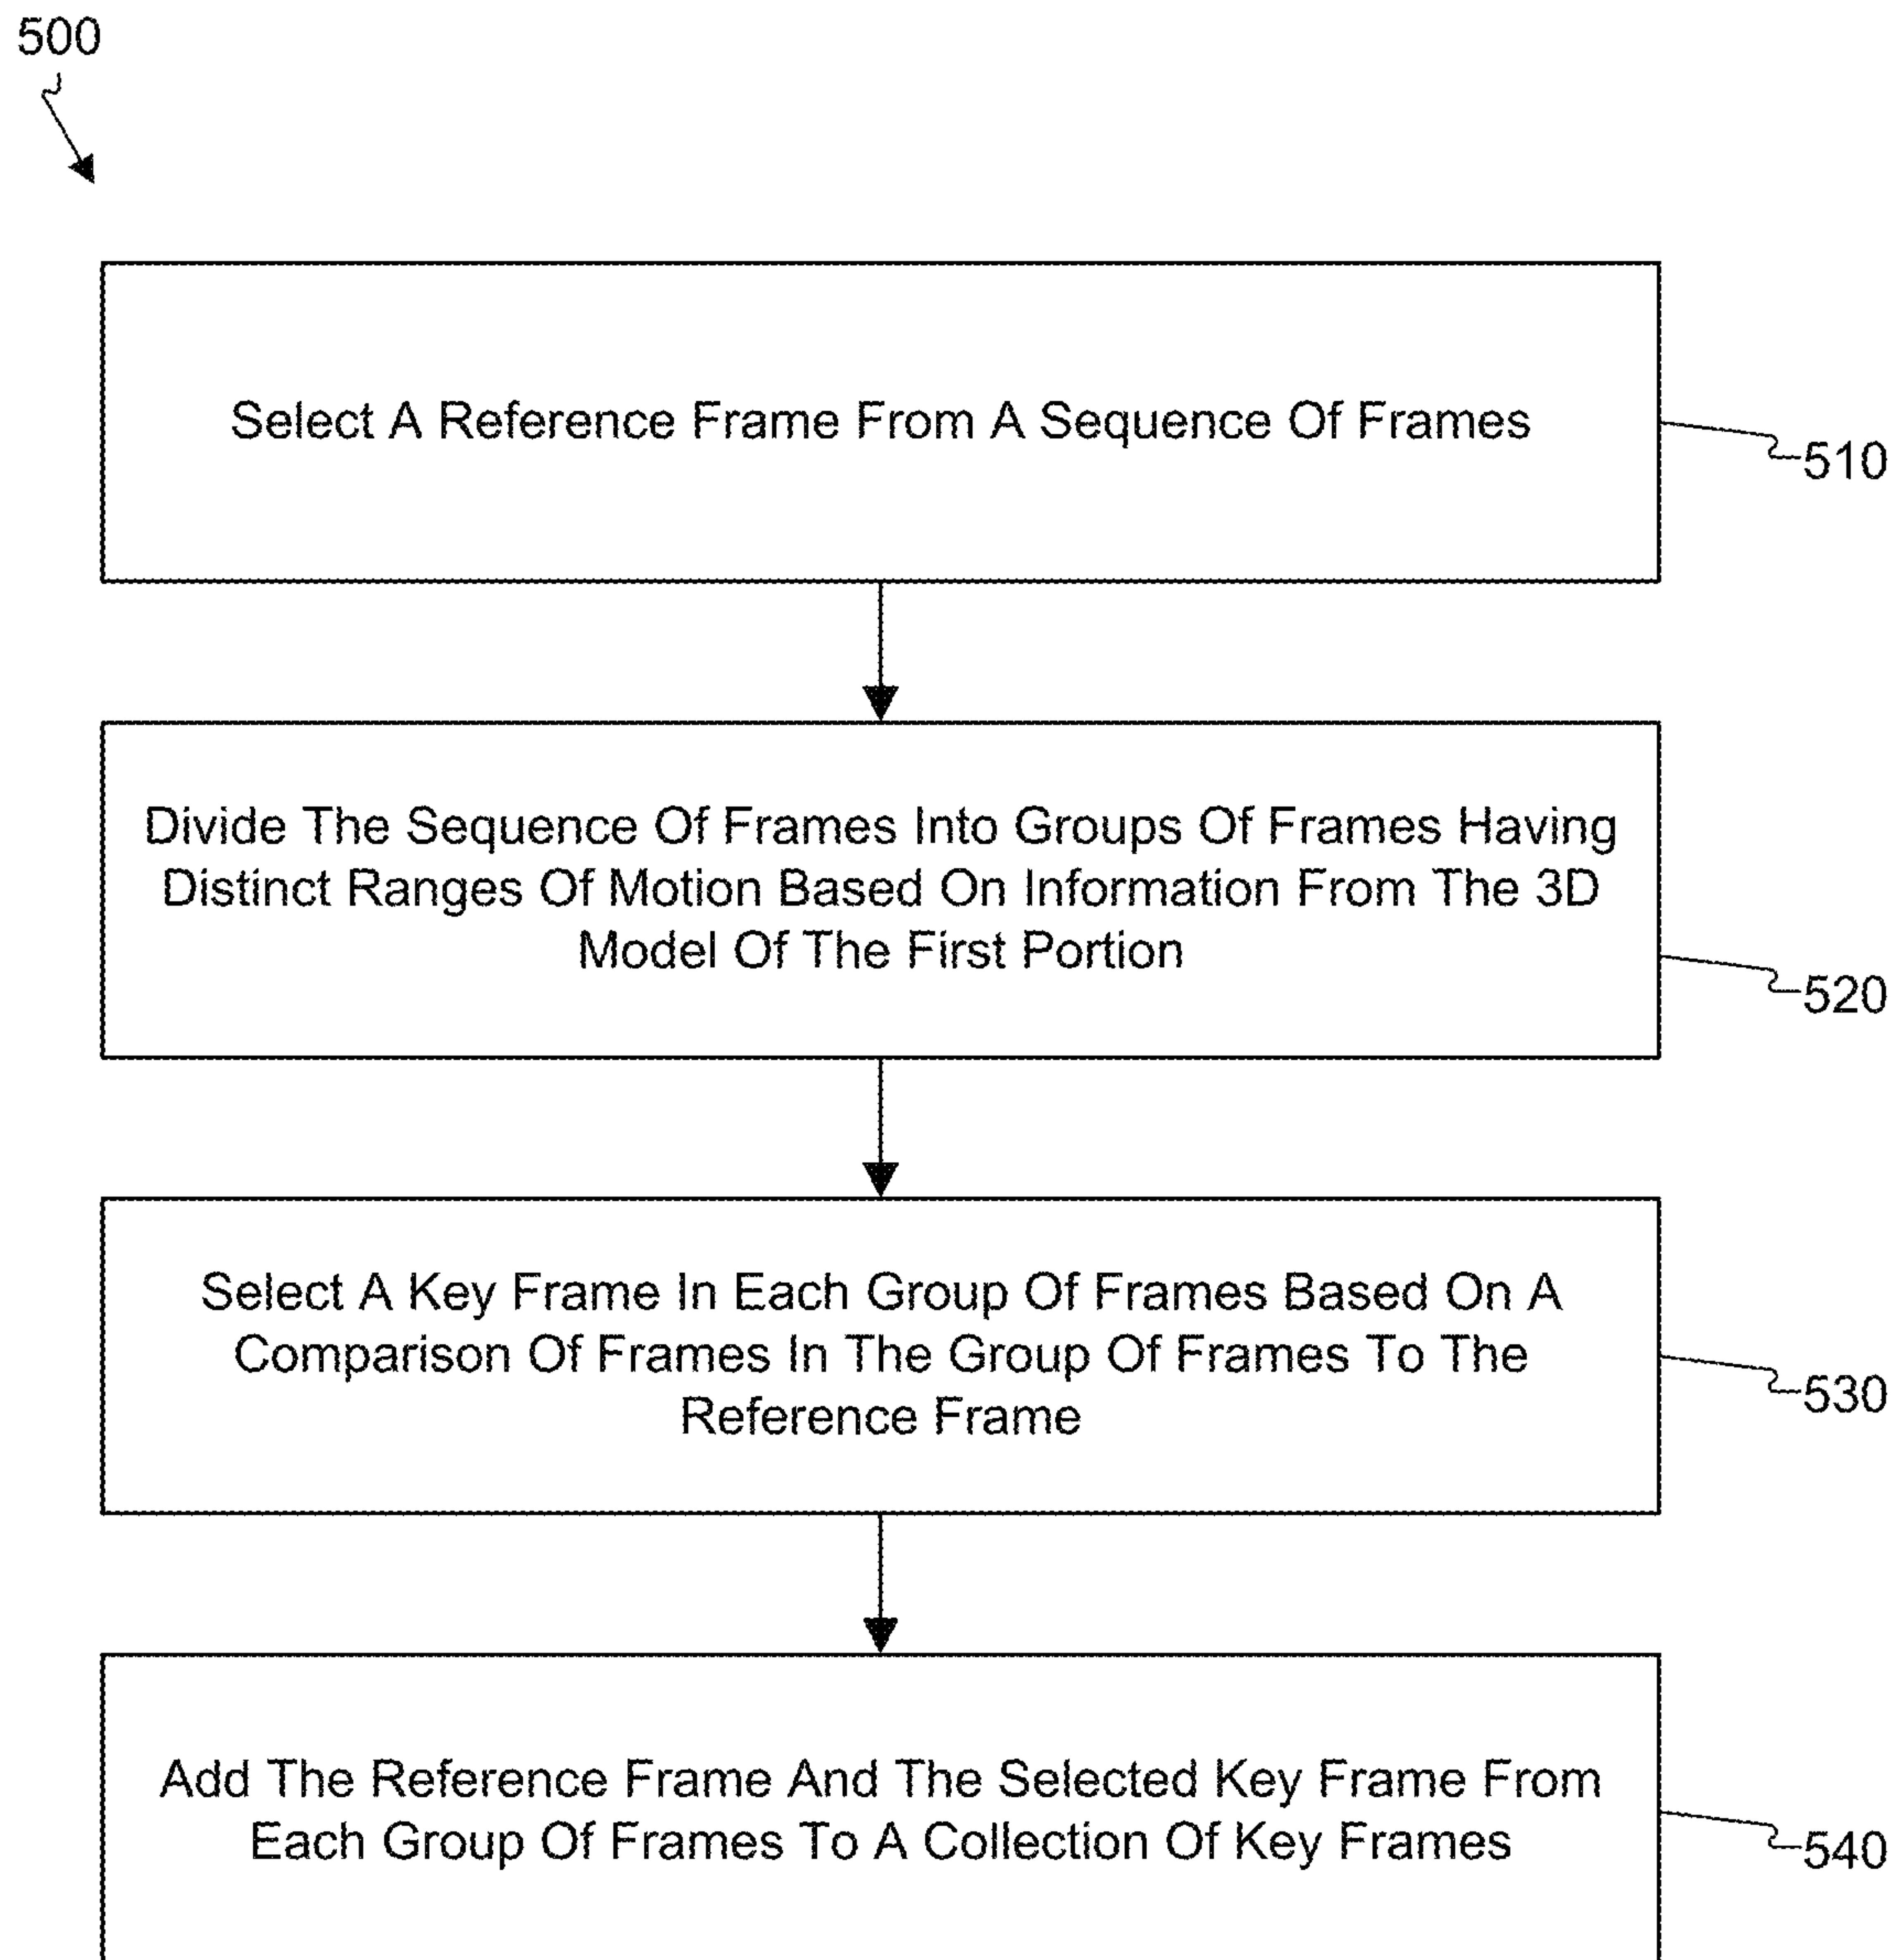 500
Select A Reference Frame From A Sequence Of Frames
510
Divide The Sequence Of Frames Into Groups Of Frames Having
Distinct Ranges Of Motion Based On Information From The 3D
Model Of The First Portion
520
Select A Key Frame In Each Group Of Frames Based On A
Comparison Of Frames In The Group Of Frames To The
Reference Frame
530
Add The Reference Frame And The Selected Key Frame From
Each Group Of Frames To A Collection Of Key Frames
540